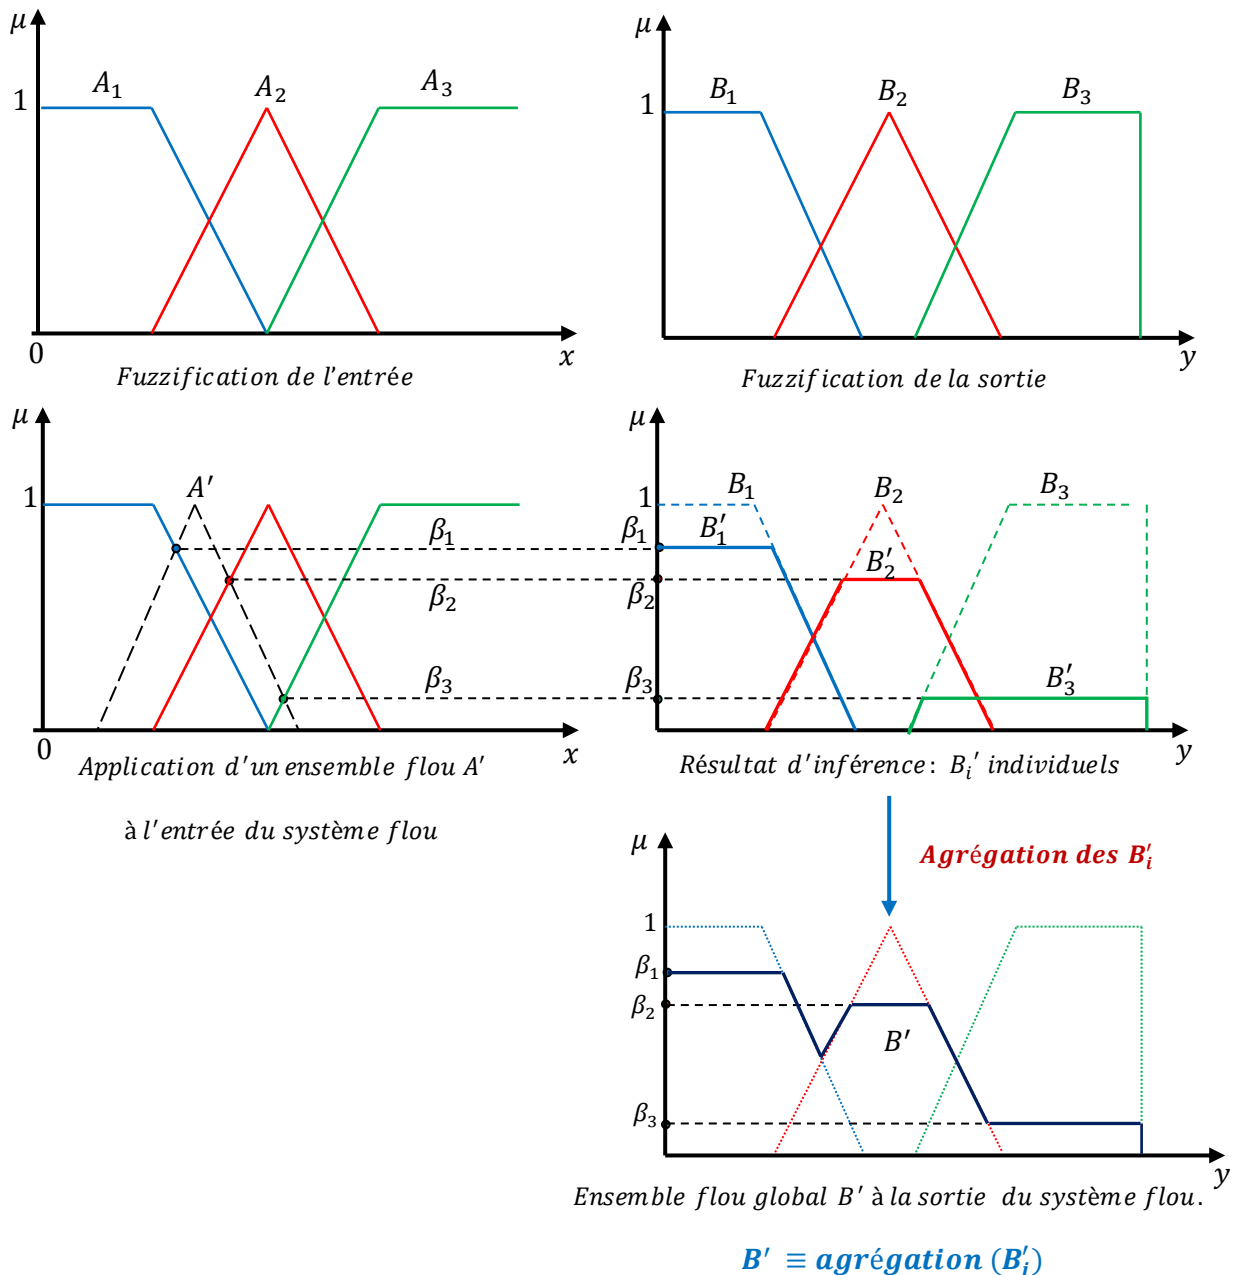 μ
A₁
A₂
A₃
1
0
x
Fuzzification de l'entrée
μ
B₁
B₂
B₃
1
y
Fuzzification de la sortie
μ
1
A′
β₁
β₂
β₃
0
x
Application d'un ensemble flou A′
à l'entrée du système flou
μ
1
B₁
B₂
B₃
β₁
B′₁
B′₂
β₂
β₃
B′₃
y
Résultat d'inférence: Bᵢ′ individuels
Agrégation des B′ᵢ
μ
1
β₁
β₂
B′
β₃
y
Ensemble flou global B′ à la sortie du système flou.
B′ ≡ agrégation (B′ᵢ)